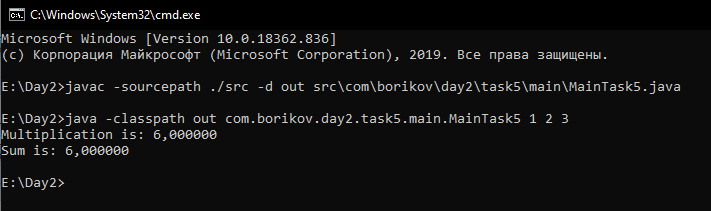 C:\Windows\System32\cmd.exe
Microsoft Windows [Version 10.0.18362.836]
(c) Корпорация Майкрософт (Microsoft Corporation), 2019. Все права защищены.
E:\Day2>javac -sourcepath ./src -d out src\com\borikov\day2\task5\main\MainTask5.java
E:\Day2>java -classpath out com.borikov.day2.task5.main.MainTask5 1 2 3
Multiplication is: 6,000000
Sum is: 6,000000
E:\Day2>